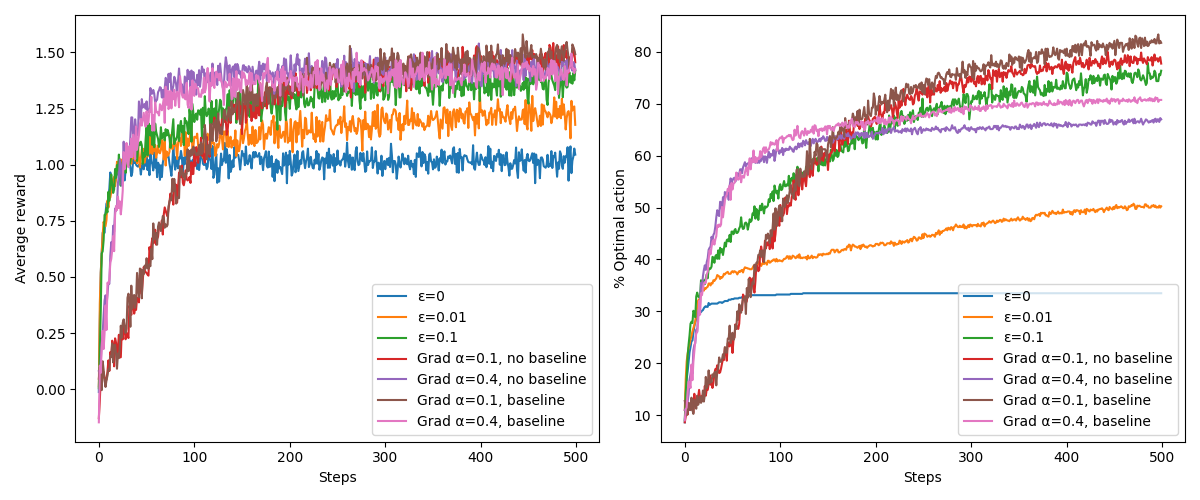 Average reward
1.50
1.25
1.00
0.75
0.50
0.25
0.00
0 100 200 300 400 500
Steps
ε=0
ε=0.01
ε=0.1
Grad α=0.1, no baseline
Grad α=0.4, no baseline
Grad α=0.1, baseline
Grad α=0.4, baseline
% Optimal action
80
70
60
50
40
30
20
10
0 100 200 300 400 500
Steps
ε=0
ε=0.01
ε=0.1
Grad α=0.1, no baseline
Grad α=0.4, no baseline
Grad α=0.1, baseline
Grad α=0.4, baseline